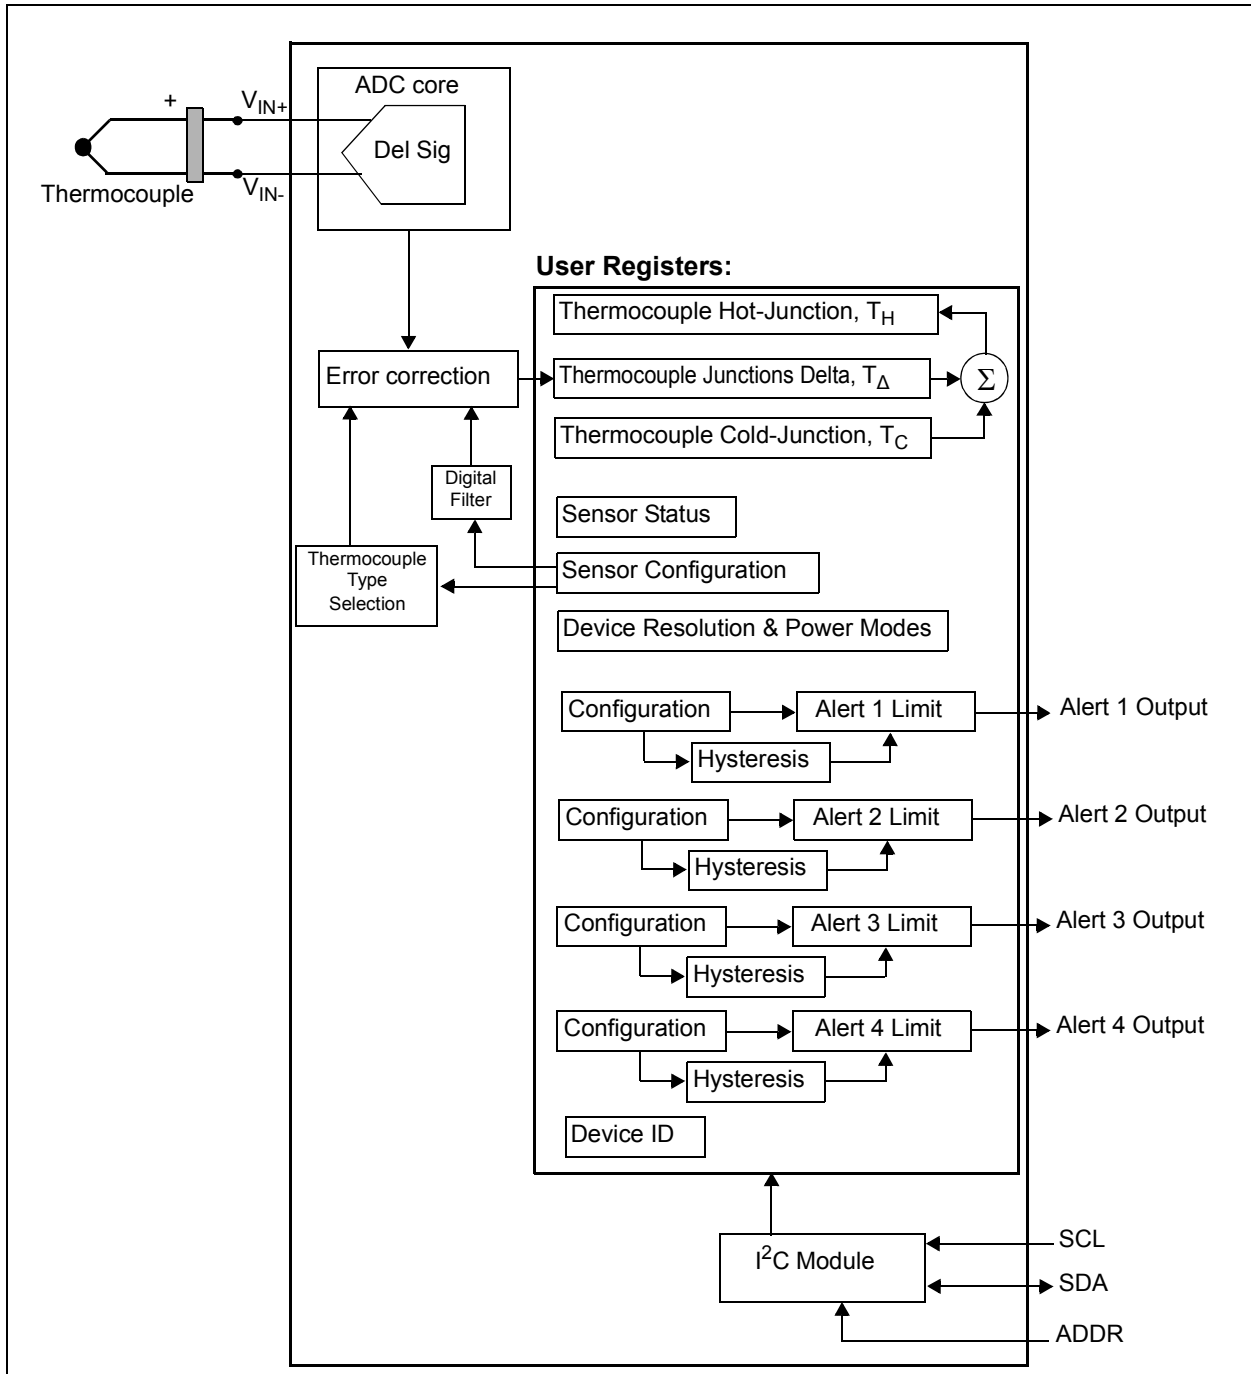 ADC core
+
VIN+
Del Sig
Thermocouple
VIN-
User Registers:
Thermocouple Hot-Junction, TH
Error correction
Thermocouple Junctions Delta, TΔ
Σ
Thermocouple Cold-Junction, TC
Digital
Filter
Sensor Status
Thermocouple
Type
Selection
Sensor Configuration
Device Resolution & Power Modes
Configuration
Alert 1 Limit
Alert 1 Output
Hysteresis
Configuration
Alert 2 Limit
Alert 2 Output
Hysteresis
Configuration
Alert 3 Limit
Alert 3 Output
Hysteresis
Configuration
Alert 4 Limit
Alert 4 Output
Hysteresis
Device ID
I2C Module
SCL
SDA
ADDR